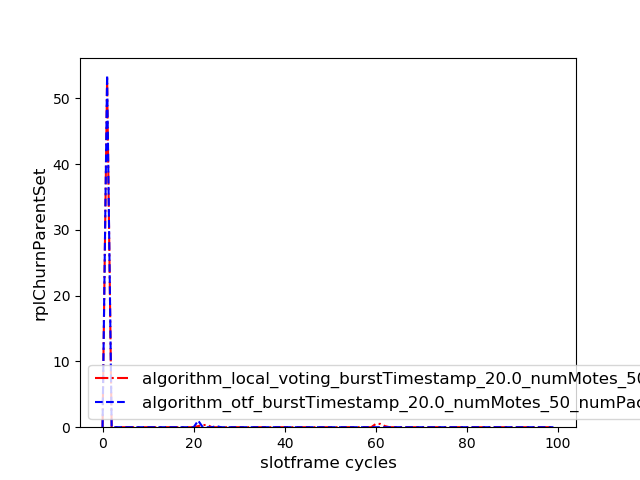 50
40
30
20
10
0
rplChurnParentSet
algorithm_local_voting_burstTimestamp_20.0_numMotes_50
algorithm_otf_burstTimestamp_20.0_numMotes_50_numPac
0 20 40 60 80 100
slotframe cycles